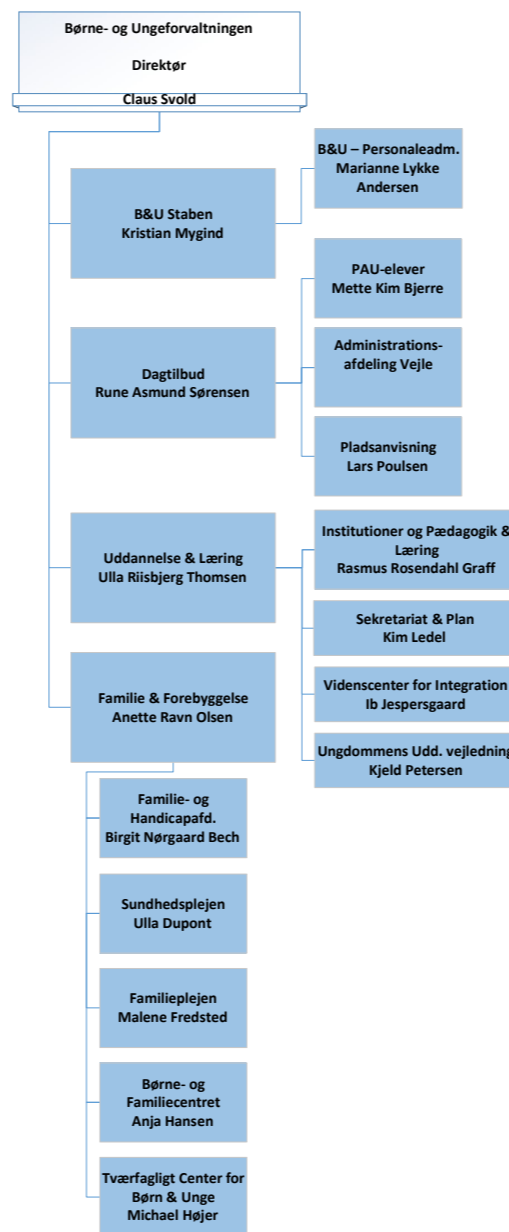 Børne- og Ungeforvaltningen
Direktør
Claus Svold
B&U Staben
Kristian Mygind
B&U – Personaleadm.
Marianne Lykke
Andersen
Dagtilbud
Rune Asmund Sørensen
PAU-elever
Mette Kim Bjerre
Administrations-
afdeling Vejle
Pladsanvisning
Lars Poulsen
Uddannelse & Læring
Ulla Riisbjerg Thomsen
Institutioner og Pædagogik &
Læring
Rasmus Rosendahl Graff
Sekretariat & Plan
Kim Ledel
Videnscenter for Integration
Ib Jespersgaard
Ungdommens Udd. vejledning
Kjeld Petersen
Familie & Forebyggelse
Anette Ravn Olsen
Familie- og
Handicapafd.
Birgit Nørgaard Bech
Sundhedsplejen
Ulla Dupont
Familieplejen
Malene Fredsted
Børne- og
Familiecentret
Anja Hansen
Tværfagligt Center for
Børn & Unge
Michael Højer